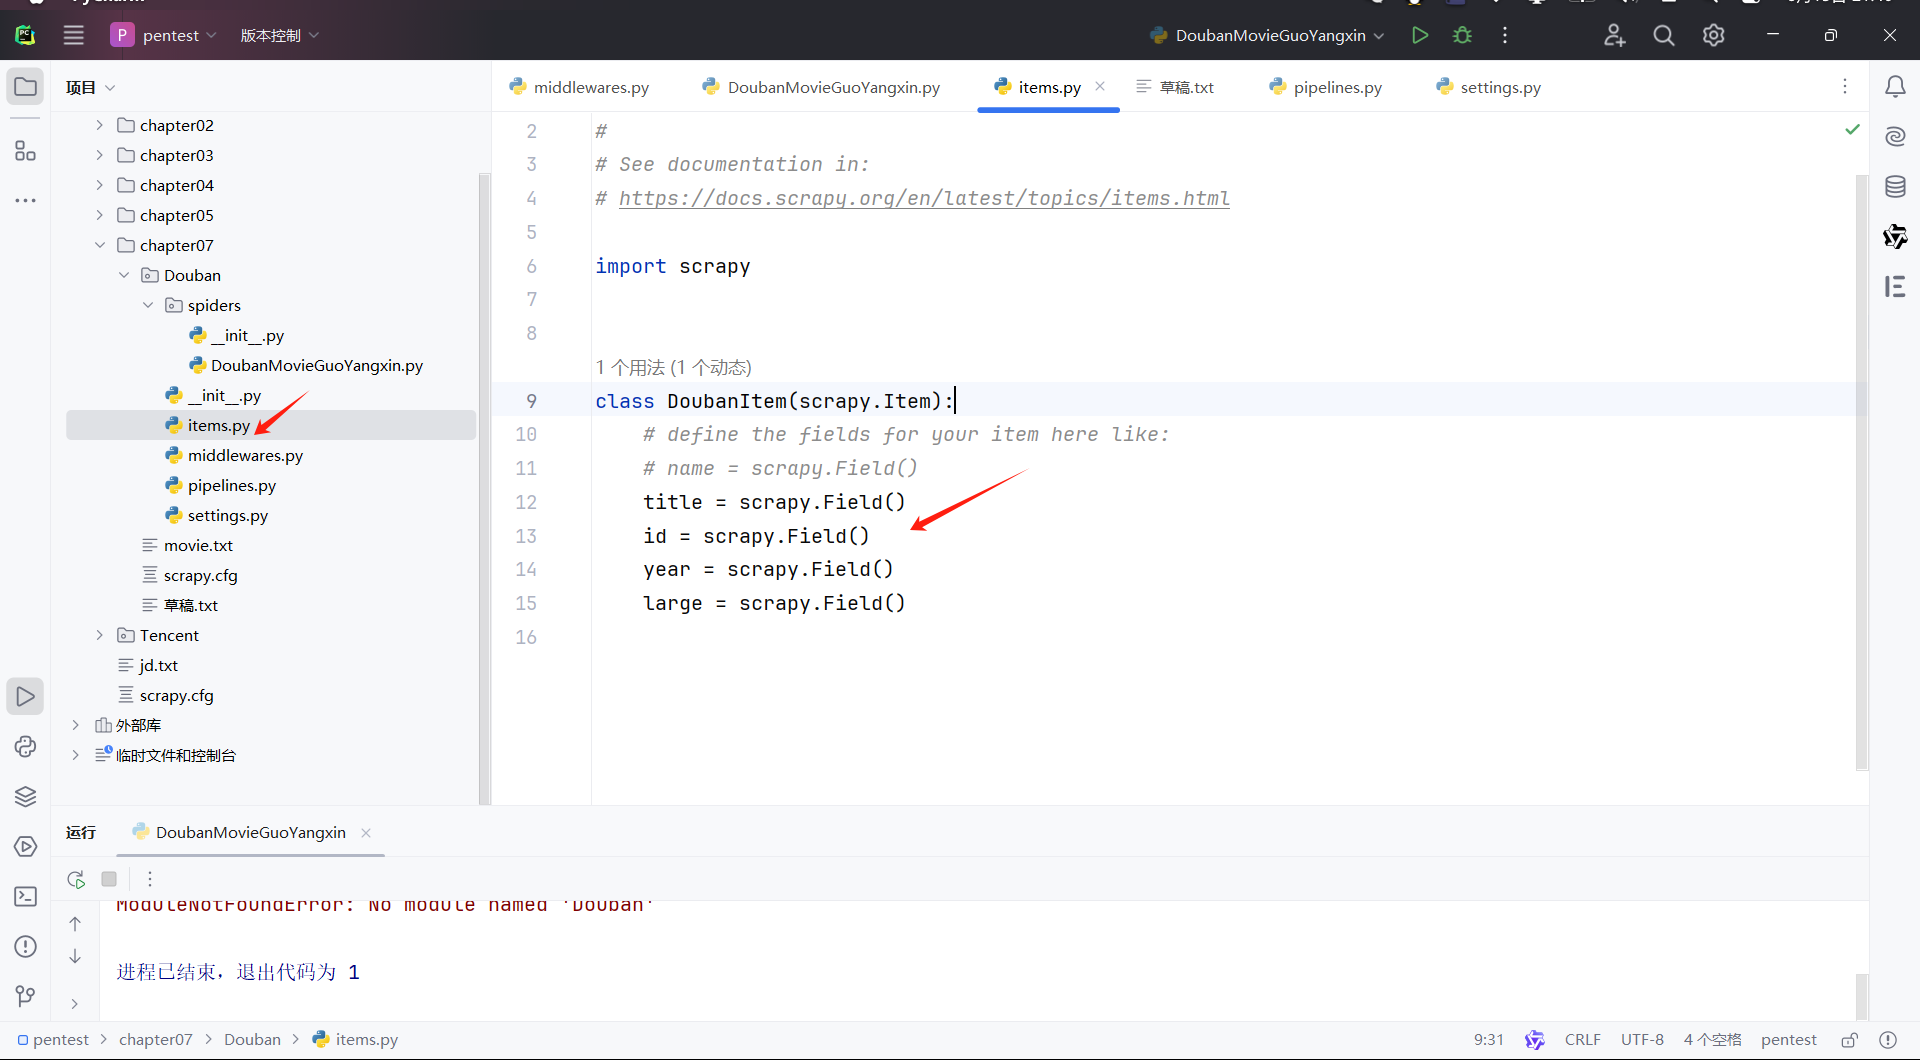 P pentest 版本控制 DoubanMovieGuoYangxin
项目
middlewares.py DoubanMovieGuoYangxin.py items.py 草稿.txt pipelines.py settings.py
chapter02
chapter03
chapter04
chapter05
chapter07
Douban
spiders
__init__.py
DoubanMovieGuoYangxin.py
__init__.py
items.py
middlewares.py
pipelines.py
settings.py
movie.txt
scrapy.cfg
草稿.txt
Tencent
jd.txt
scrapy.cfg
外部库
临时文件和控制台
2 #
3 # See documentation in:
4 # https://docs.scrapy.org/en/latest/topics/items.html
5
6 import scrapy
7
8
1 个用法 (1 个动态)
9 class DoubanItem(scrapy.Item):
10 # define the fields for your item here like:
11 # name = scrapy.Field()
12 title = scrapy.Field()
13 id = scrapy.Field()
14 year = scrapy.Field()
15 large = scrapy.Field()
16
运行 DoubanMovieGuoYangxin
ModuleNotFoundError: No module named 'Douban'
进程已结束，退出代码为 1
pentest > chapter07 > Douban > items.py
9:31 CRLF UTF-8 4 个空格 pentest